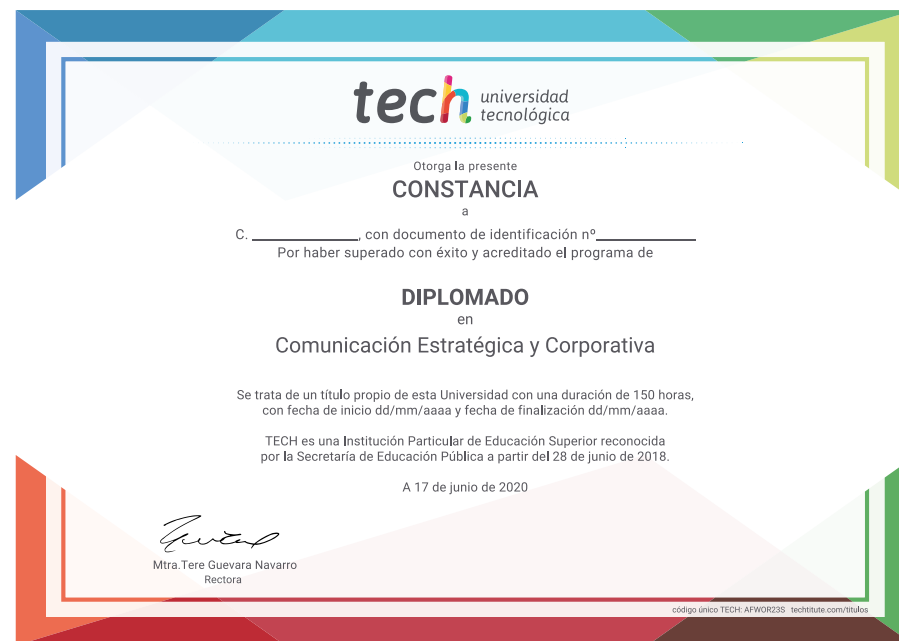 tech universidad
tecnológica
Otorga la presente
CONSTANCIA
a
C. ____________, con documento de identificación nº____________
Por haber superado con éxito y acreditado el programa de
DIPLOMADO
en
Comunicación Estratégica y Corporativa
Se trata de un título propio de esta Universidad con una duración de 150 horas,
con fecha de inicio dd/mm/aaaa y fecha de finalización dd/mm/aaaa.
TECH es una Institución Particular de Educación Superior reconocida
por la Secretaría de Educación Pública a partir del 28 de junio de 2018.
A 17 de junio de 2020
Mtra.Tere Guevara Navarro
Rectora
código único TECH: AFWOR23S techtitute.com/titulos